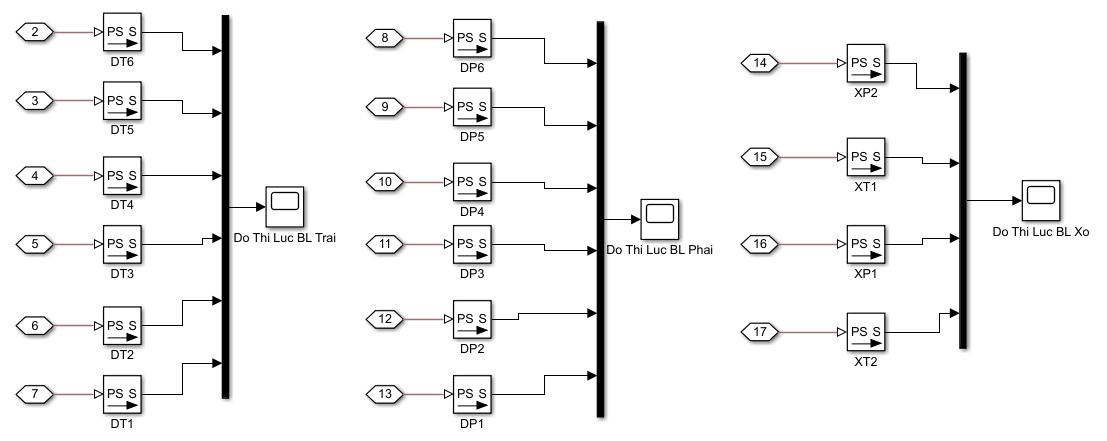 2
PS S
DT6
3
PS S
DT5
4
PS S
DT4
5
PS S
DT3
6
PS S
DT2
7
PS S
DT1
Do Thi Luc BL Trai
8
PS S
DP6
9
PS S
DP5
10
PS S
DP4
11
PS S
DP3
12
PS S
DP2
13
PS S
DP1
Do Thi Luc BL Phai
14
PS S
XP2
15
PS S
XT1
16
PS S
XP1
17
PS S
XT2
Do Thi Luc BL Xo